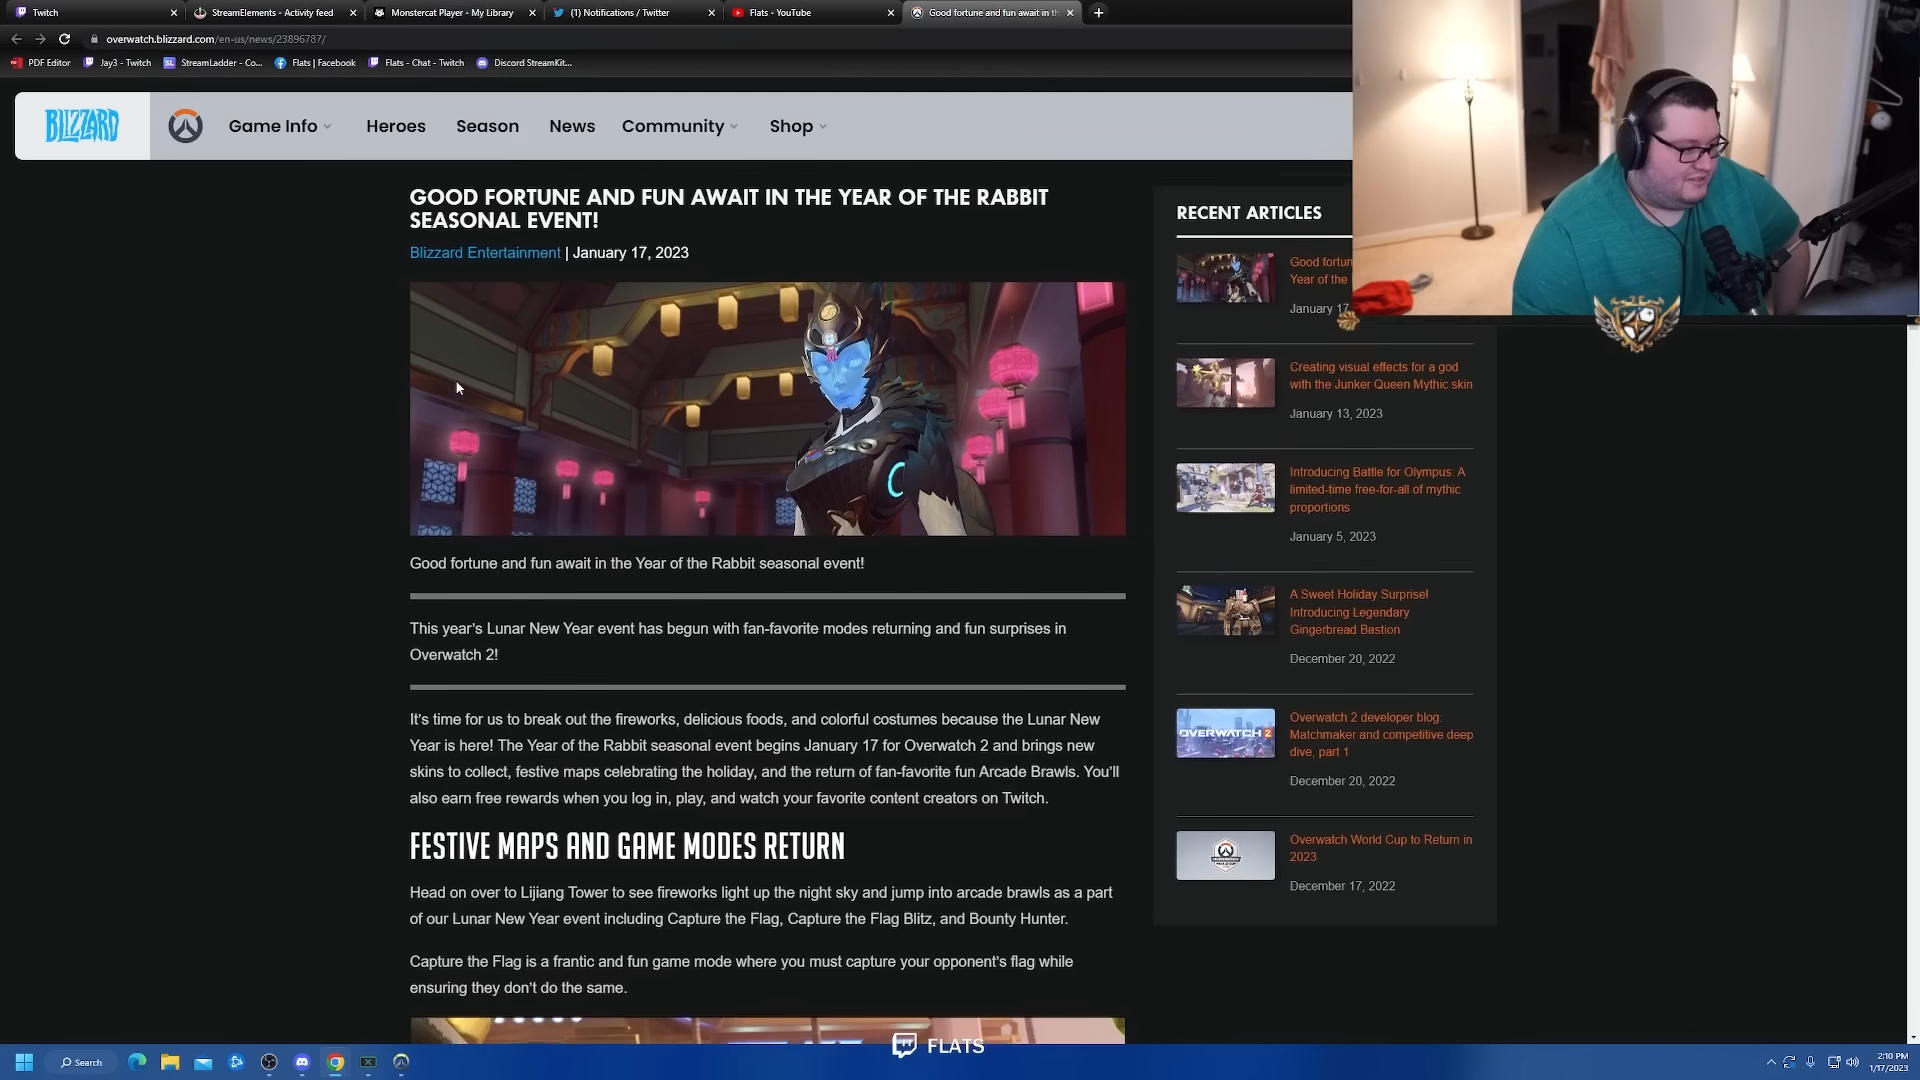 Twitch
StreamElements - Activity feed
Monstercat Player - My Library
(1) Notifications / Twitter
Flats - YouTube
Good fortune and fun await in th
overwatch.blizzard.com/en-us/news/23896787/
PDF Editor
Jay3 - Twitch
SL
StreamLadder - Co...
Flats | Facebook
Flats - Chat - Twitch
Discord StreamKit...
BLIZZARD
Game Info
Heroes
Season
News
Community
Shop
GOOD FORTUNE AND FUN AWAIT IN THE YEAR OF THE RABBIT
SEASONAL EVENT!
Blizzard Entertainment | January 17, 2023
Good fortune and fun await in the Year of the Rabbit seasonal event!
This year's Lunar New Year event has begun with fan-favorite modes returning and fun surprises in
Overwatch 2!
It's time for us to break out the fireworks, delicious foods, and colorful costumes because the Lunar New
Year is here! The Year of the Rabbit seasonal event begins January 17 for Overwatch 2 and brings new
skins to collect, festive maps celebrating the holiday, and the return of fan-favorite fun Arcade Brawls. You'll
also earn free rewards when you log in, play, and watch your favorite content creators on Twitch.
FESTIVE MAPS AND GAME MODES RETURN
Head on over to Lijiang Tower to see fireworks light up the night sky and jump into arcade brawls as a part
of our Lunar New Year event including Capture the Flag, Capture the Flag Blitz, and Bounty Hunter.
Capture the Flag is a frantic and fun game mode where you must capture your opponent's flag while
ensuring they don't do the same.
RECENT ARTICLES
Good fortun
Year of the
January 17
Creating visual effects for a god
with the Junker Queen Mythic skin
January 13, 2023
Introducing Battle for Olympus: A
limited-time free-for-all of mythic
proportions
January 5, 2023
A Sweet Holiday Surprise!
Introducing Legendary
Gingerbread Bastion
December 20, 2022
OVERWATCH 2
Overwatch 2 developer blog:
Matchmaker and competitive deep
dive, part 1
December 20, 2022
Overwatch World Cup to Return in
2023
December 17, 2022
FLATS
Search
2:10 PM
1/17/2023